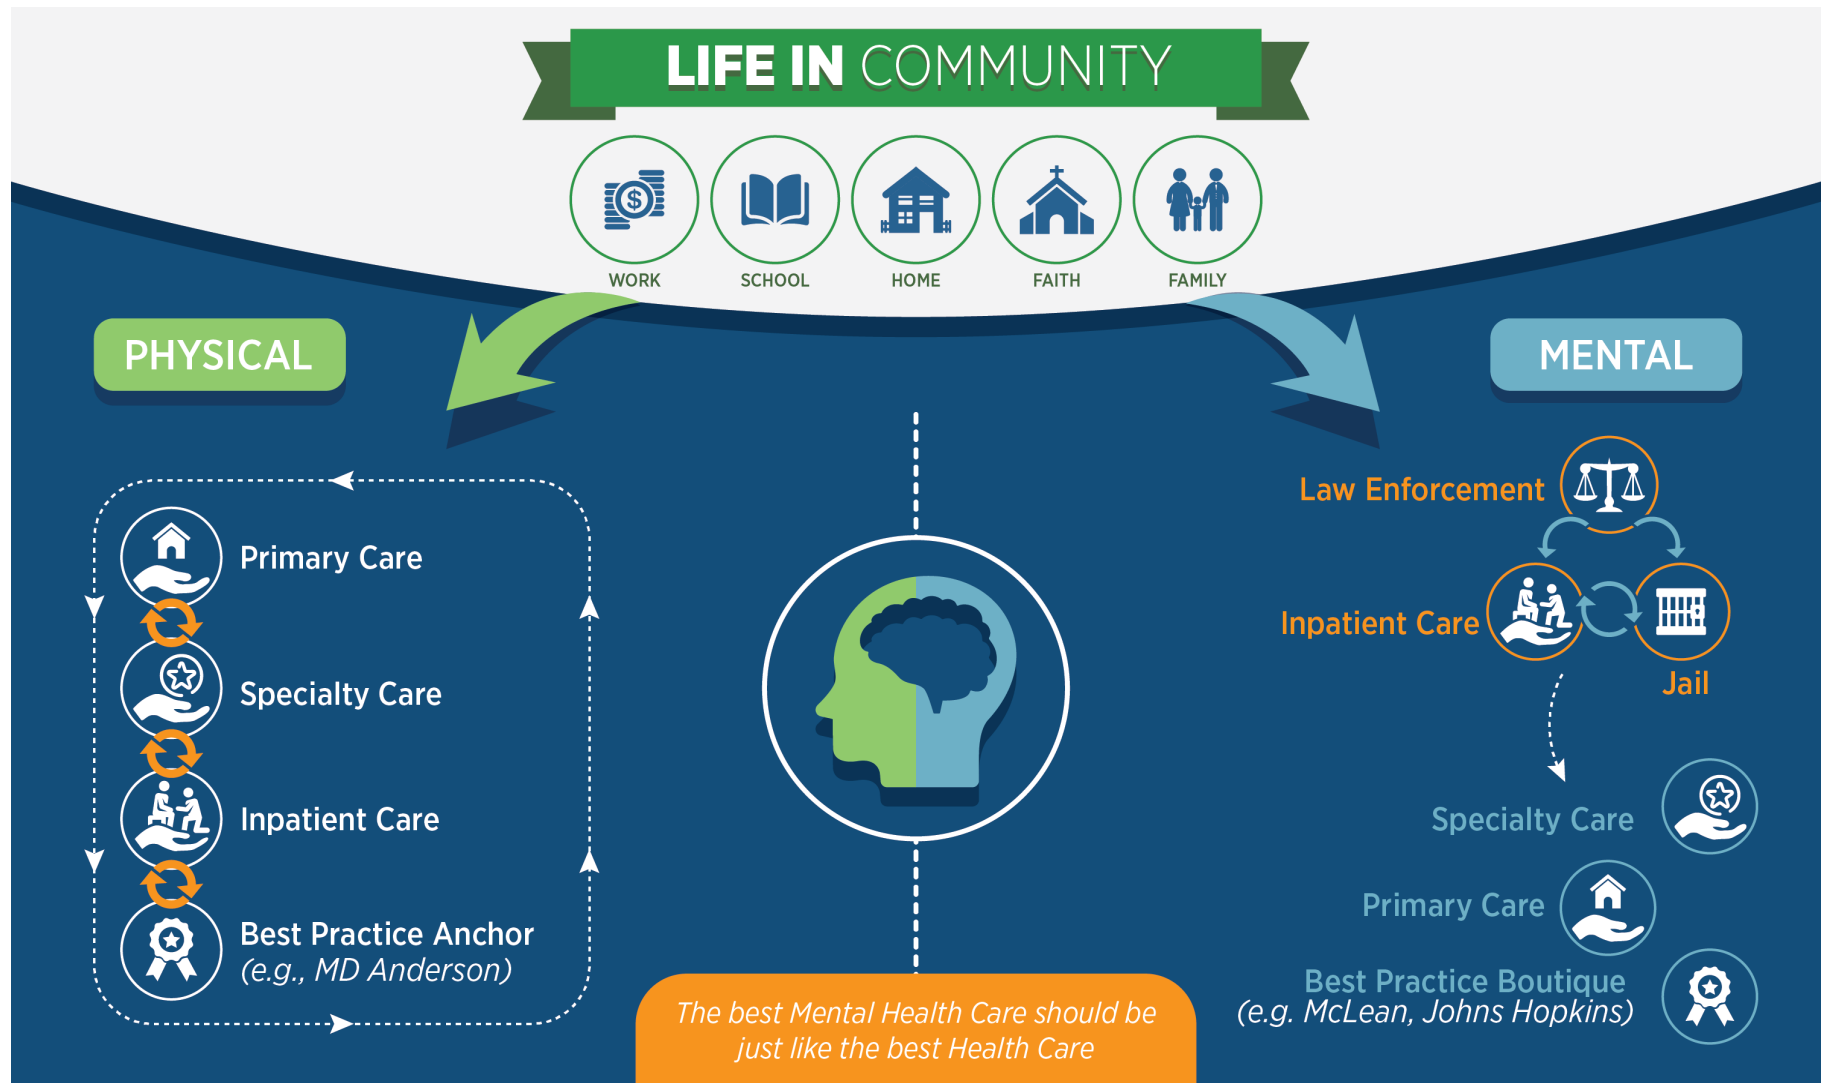 LIFE IN COMMUNITY
$
WORK
SCHOOL
HOME
FAITH
FAMILY
PHYSICAL
Primary Care
Specialty Care
Inpatient Care
Best Practice Anchor
(e.g., MD Anderson)
The best Mental Health Care should be
just like the best Health Care
MENTAL
Law Enforcement
Inpatient Care
Jail
Specialty Care
Primary Care
Best Practice Boutique
(e.g. McLean, Johns Hopkins)